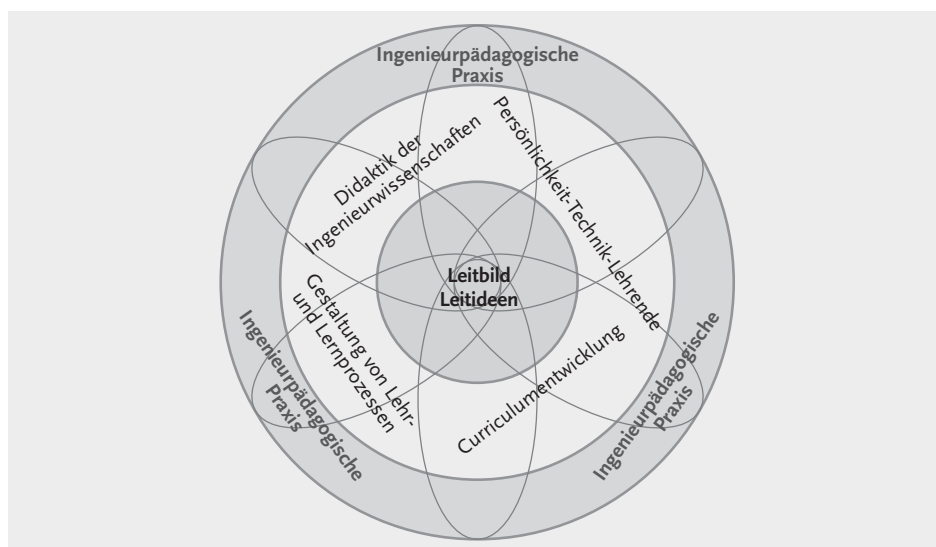 Ingenieurpädagogische
Praxis
Didaktik der
Ingenieurwissenschaften
Persönlichkeit-Technik-Lehrende
Leitbild
Leitideen
Gestaltung von Lehr-
und Lernprozessen
Curriculumentwicklung
Ingenieurpädagogische
Praxis
Ingenieurpädagogische
Praxis